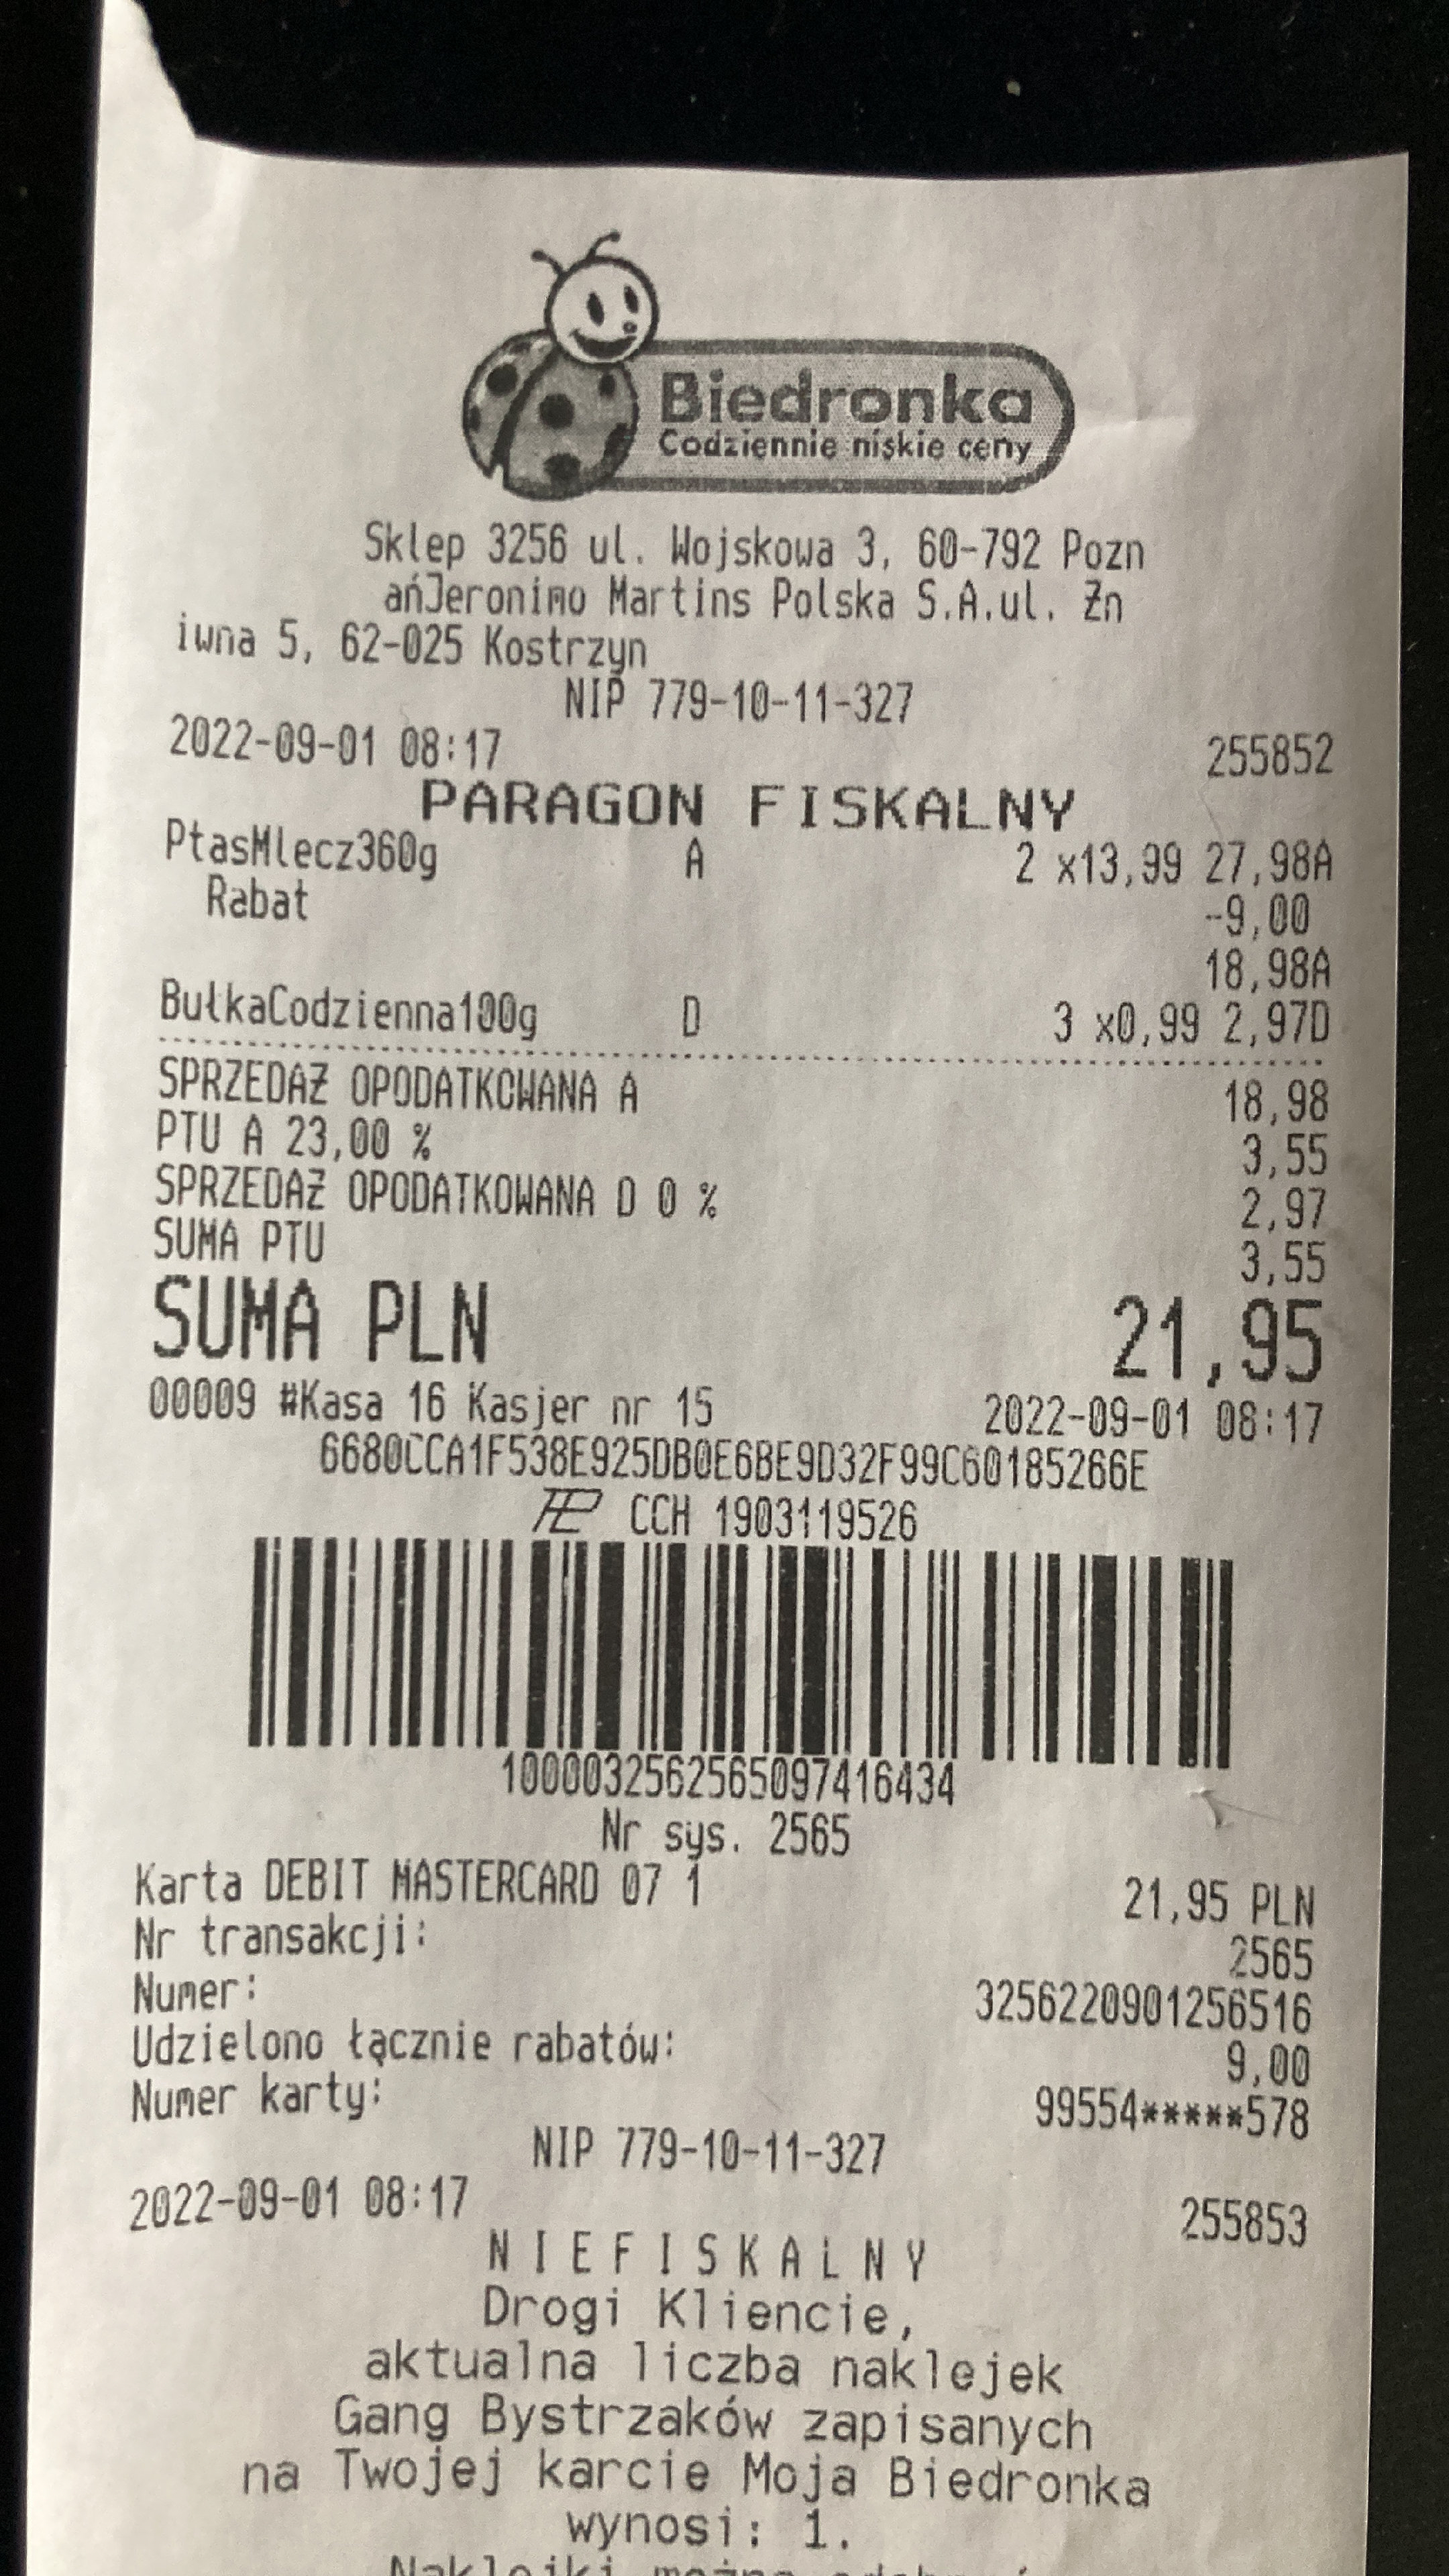 Biedronka
Codziennie niskie ceny
Sklep 3256 ul. Wojskowa 3, 60-792 Pozn
ańJeronimo Martins Polska S.A.ul. Żn
iwna 5, 62-025 Kostrzyn
NIP 779-10-11-327
2022-09-01 08:17 255852
PARAGON FISKALNY
PtasMlecz360g A 2 x13,99 27,98A
Rabat -9,00
18,98A
BułkaCodzienna100g D 3 x0,99 2,97D
SPRZEDAŻ OPODATKOWANA A 18,98
PTU A 23,00 % 3,55
SPRZEDAŻ OPODATKOWANA D 0 % 2,97
SUMA PTU 3,55
SUMA PLN 21,95
00009 #Kasa 16 Kasjer nr 15 2022-09-01 08:17
6680CCA1F538E925DB0E6BE9D32F99C60185266E
CCH 1903119526
1000032562565097416434
Nr sys. 2565
Karta DEBIT MASTERCARD 07 1 21,95 PLN
Nr transakcji: 2565
Numer: 3256220901256516
Udzielono łącznie rabatów: 9,00
Numer karty: 99554*****578
NIP 779-10-11-327
2022-09-01 08:17 255853
NIEFISKALNY
Drogi Kliencie,
aktualna liczba naklejek
Gang Bystrzaków zapisanych
na Twojej karcie Moja Biedronka
wynosi: 1.
Naklejki można